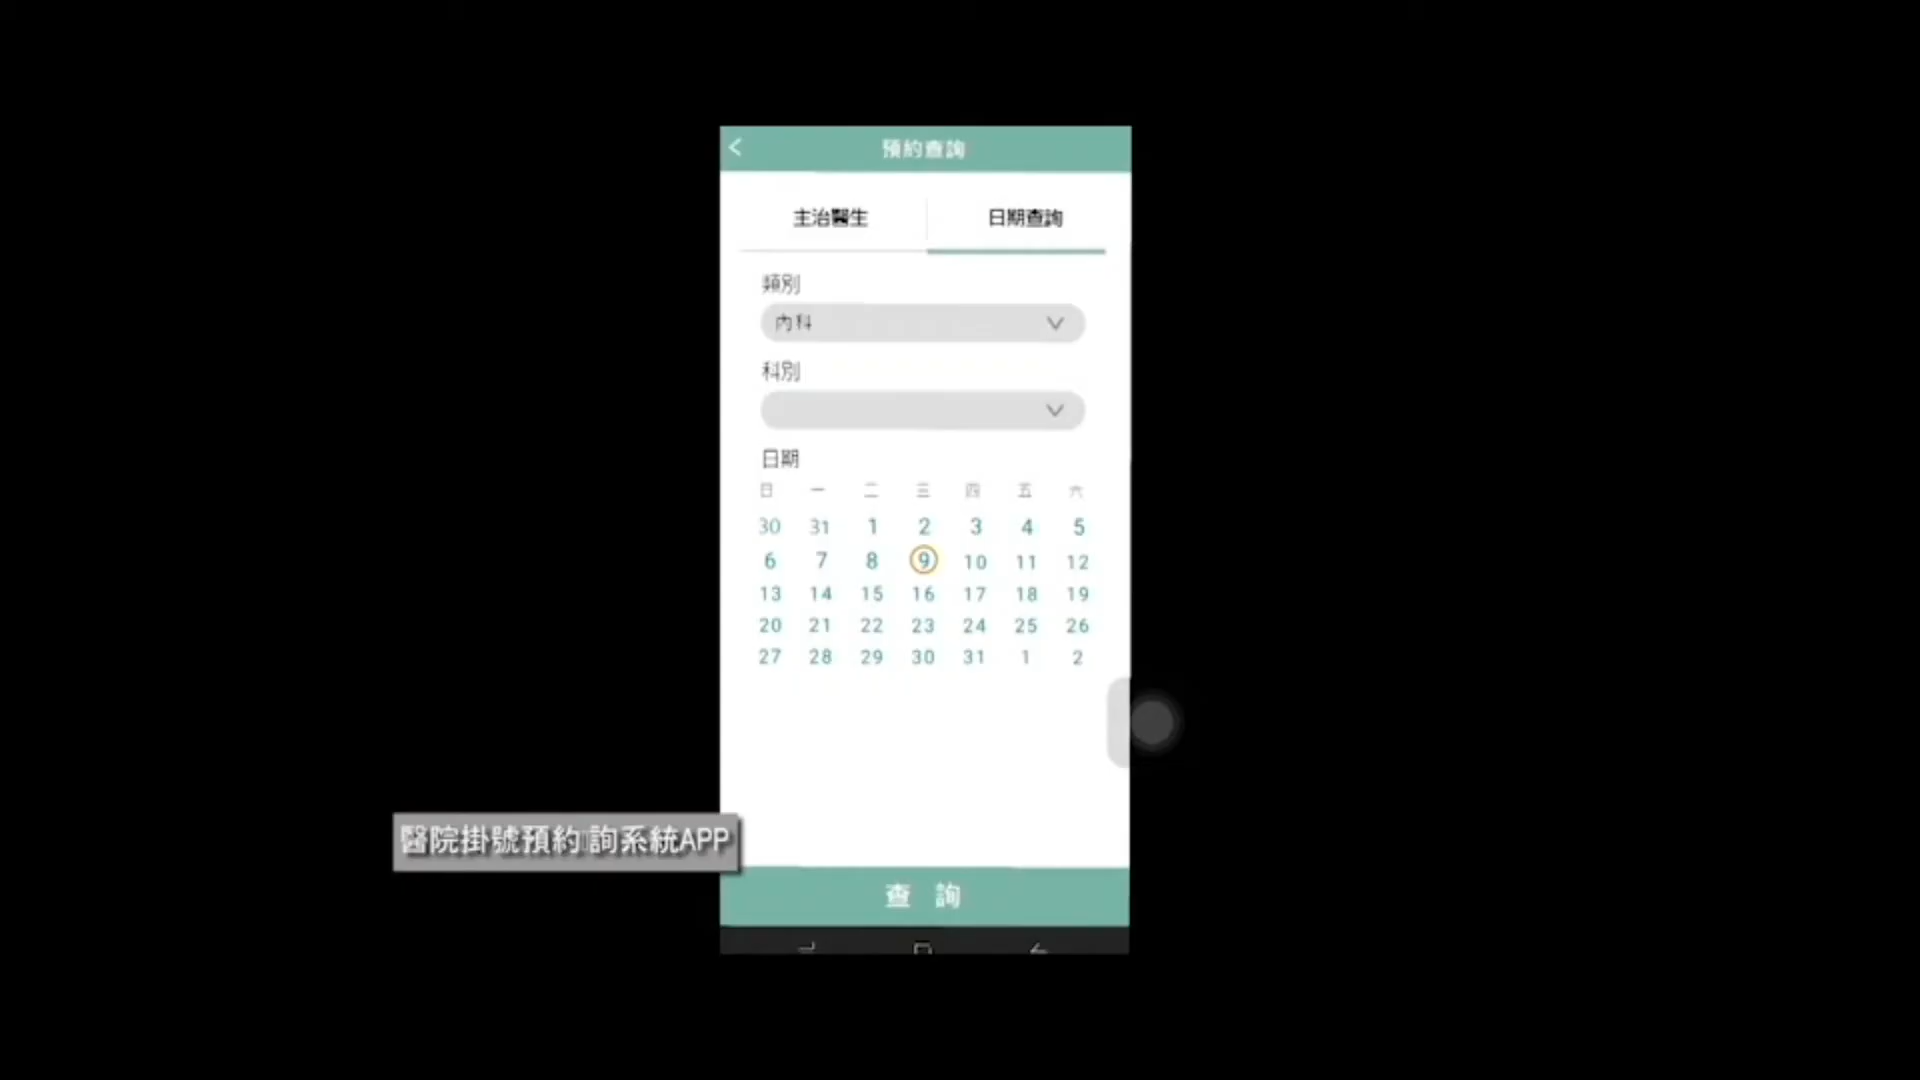 預約查詢
主治醫生 日期查詢
類別
內科
科別
日期
日 一 二 三 四 五 六
30 31 1 2 3 4 5
6 7 8 9 10 11 12
13 14 15 16 17 18 19
20 21 22 23 24 25 26
27 28 29 30 31 1 2
醫院掛號預約詢系統APP
查 詢